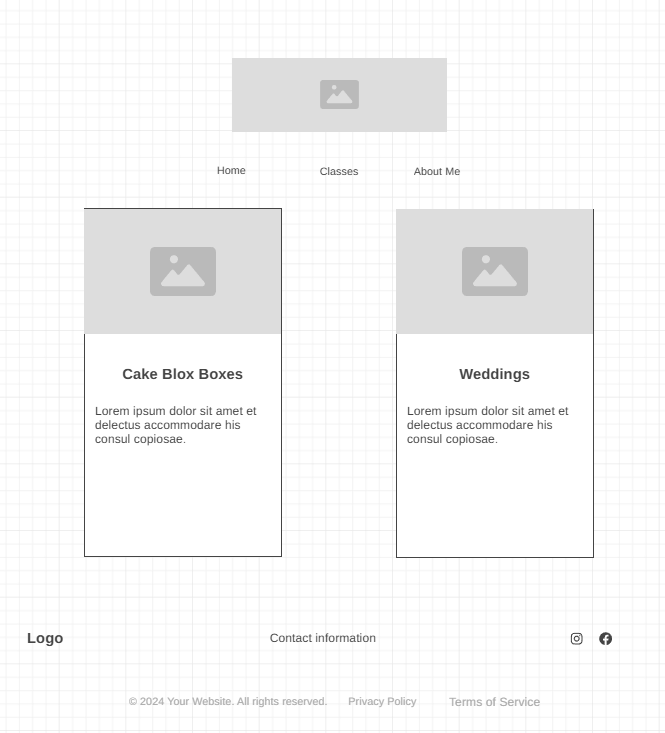 Home Classes About Me
Cake Blox Boxes
Lorem ipsum dolor sit amet et
delectus accommodare his
consul copiosae.
Weddings
Lorem ipsum dolor sit amet et
delectus accommodare his
consul copiosae.
Logo Contact information
© 2024 Your Website. All rights reserved. Privacy Policy Terms of Service